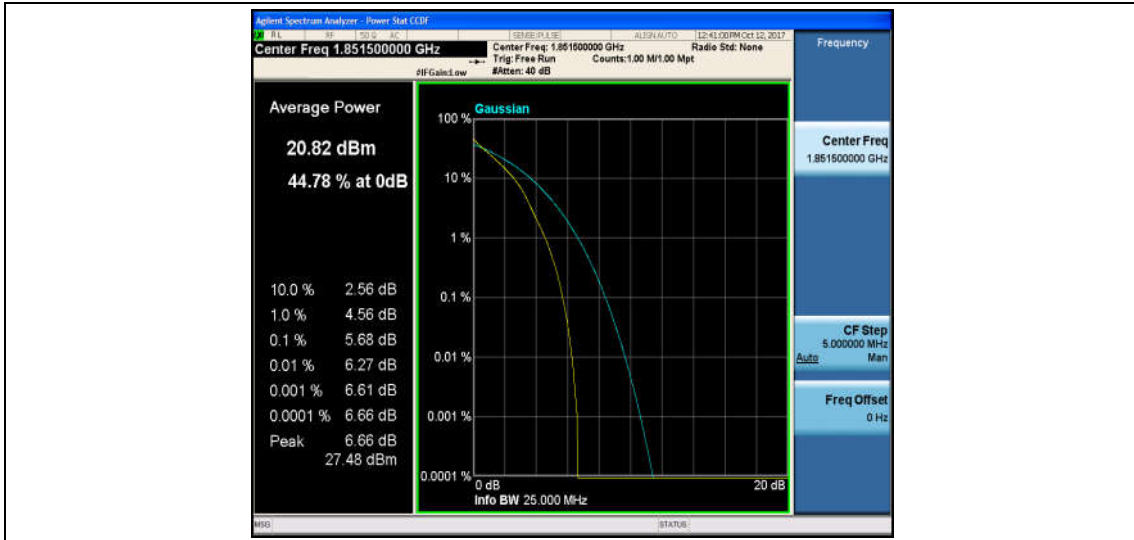 Agilent Spectrum Analyzer - Power Stat CCDF
RL RF 50 Ω AC SENSE:PULSE ALIGN AUTO 12:41:00 PM Oct 12, 2017
Center Freq 1.851500000 GHz
Center Freq: 1.851500000 GHz Radio Std: None
Trig: Free Run Counts:1.00 M/1.00 Mpt
#IFGain:Low #Atten: 40 dB
Frequency
Average Power
20.82 dBm
44.78 % at 0dB
10.0 % 2.56 dB
1.0 % 4.56 dB
0.1 % 5.68 dB
0.01 % 6.27 dB
0.001 % 6.61 dB
0.0001 % 6.66 dB
Peak 6.66 dB
27.48 dBm
Gaussian
100 %
10 %
1 %
0.1 %
0.01 %
0.001 %
0.0001 %
0 dB 20 dB
Info BW 25.000 MHz
Center Freq
1.851500000 GHz
CF Step
5.000000 MHz
Auto Man
Freq Offset
0 Hz
MSG STATUS